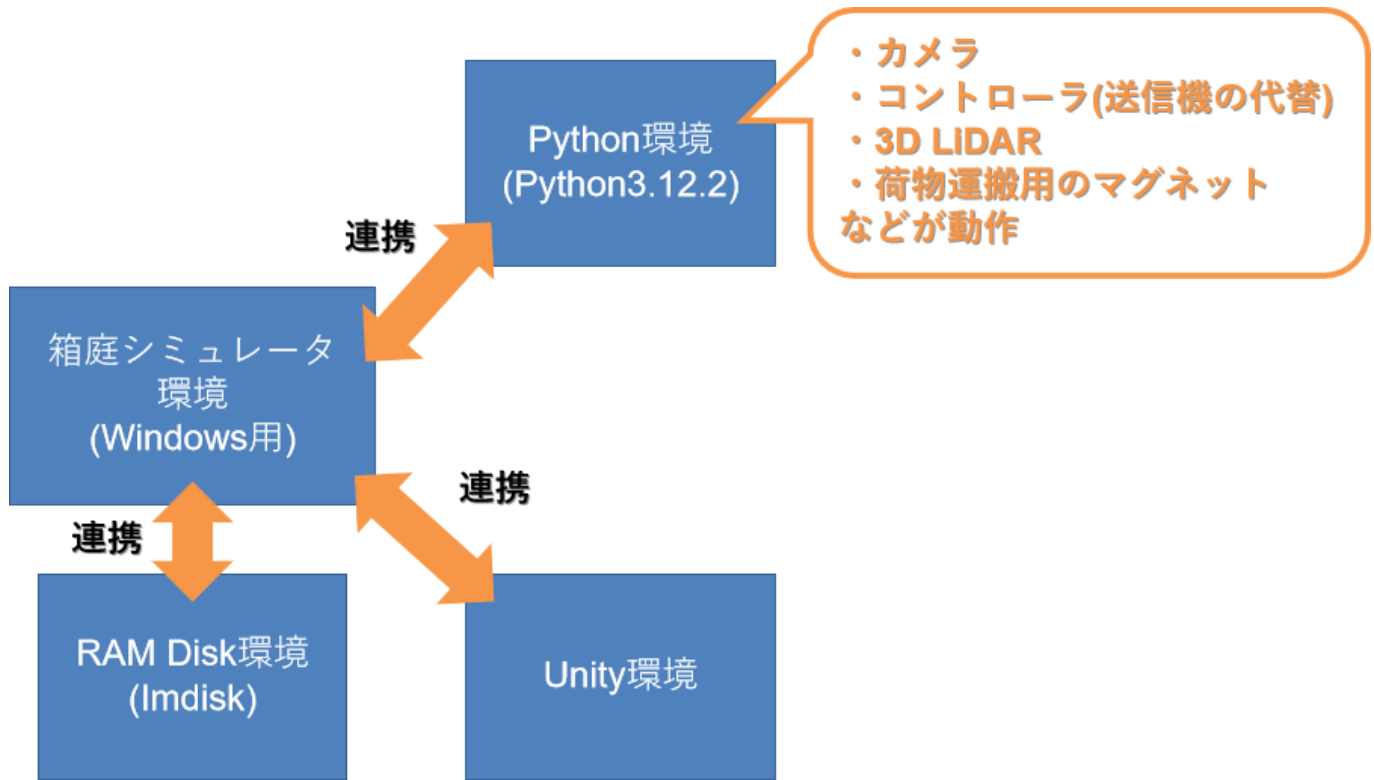 ・カメラ
・コントローラ(送信機の代替)
・3D LiDAR
・荷物運搬用のマグネット
などが動作
Python環境
(Python3.12.2)
連携
箱庭シミュレータ
環境
(Windows用)
連携
連携
RAM Disk環境
(Imdisk)
Unity環境